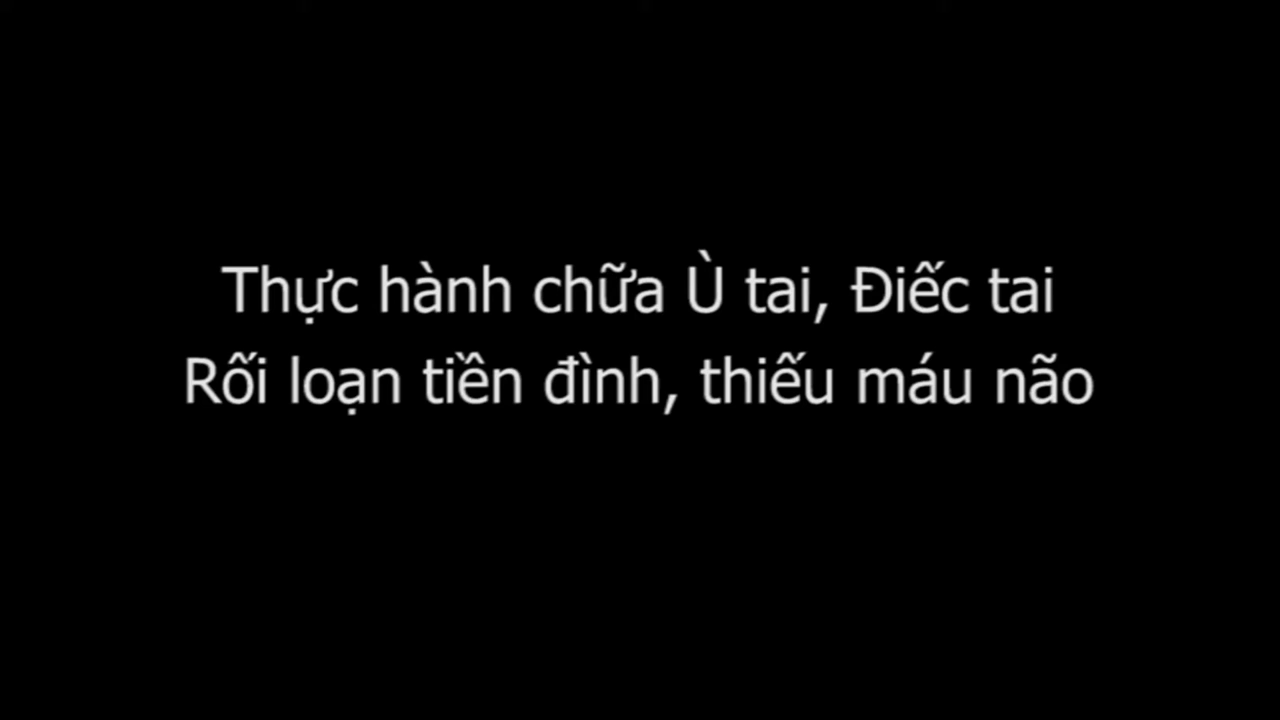 Thực hành chữa Ù tai, Điếc tai
Rối loạn tiền đình, thiếu máu não